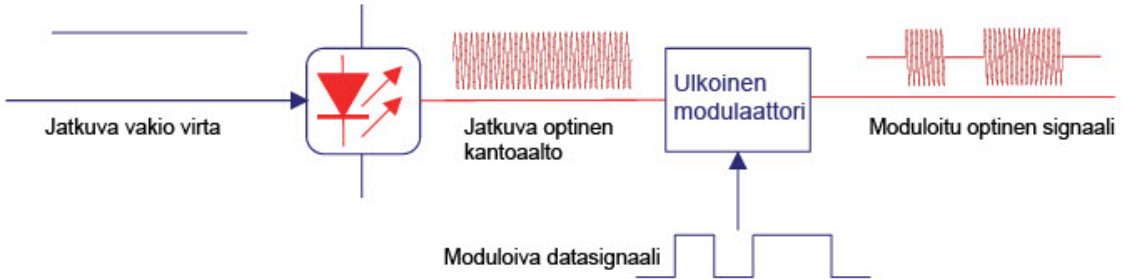 Jatkuva vakio virta
Jatkuva optinen
kantoaalto
Ulkoinen
modulaattori
Moduloitu optinen signaali
Moduloiva datasignaali